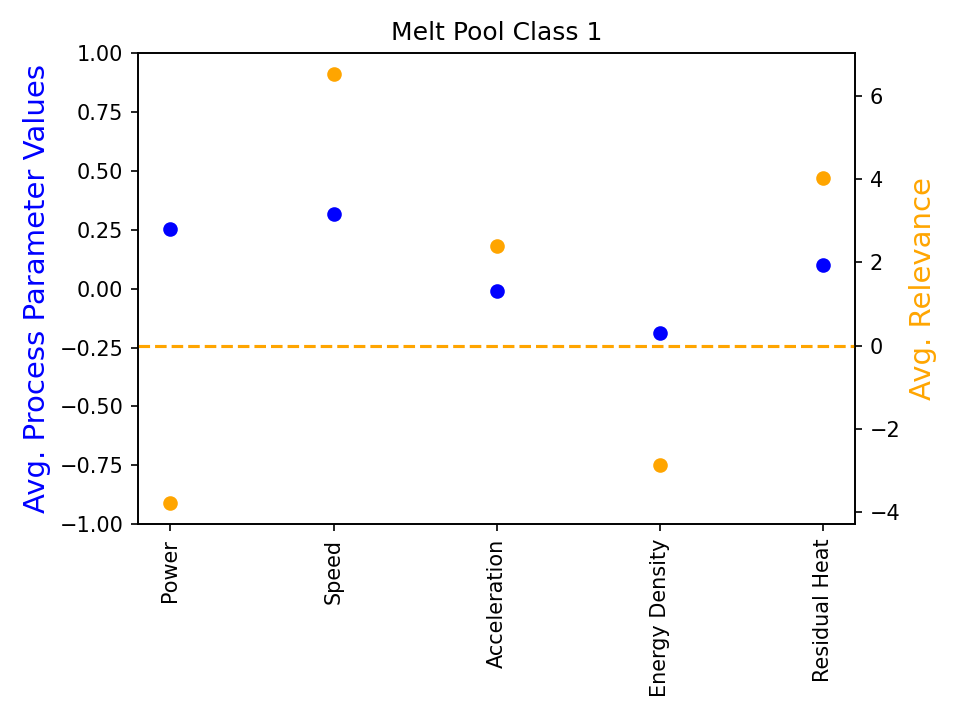 Melt Pool Class 1
Avg. Process Parameter Values
1.00
0.75
0.50
0.25
0.00
−0.25
−0.50
−0.75
−1.00
6
4
2
0
−2
−4
Avg. Relevance
Power
Speed
Acceleration
Energy Density
Residual Heat